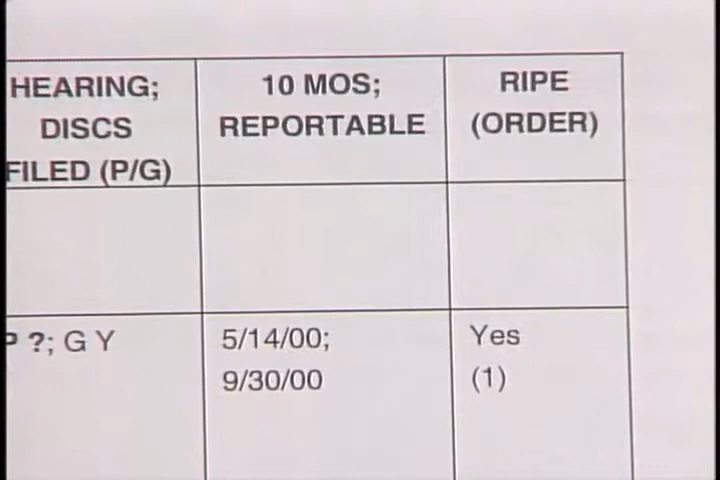 HEARING;
DISCS
FILED (P/G)
10 MOS;
REPORTABLE
RIPE
(ORDER)
P ?; G Y
5/14/00;
9/30/00
Yes
(1)